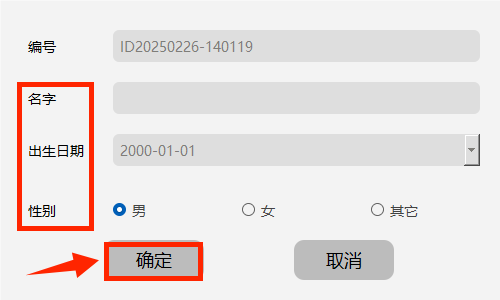 编号 ID20250226-140119
名字
出生日期 2000-01-01
性别 男 女 其它
确定 取消